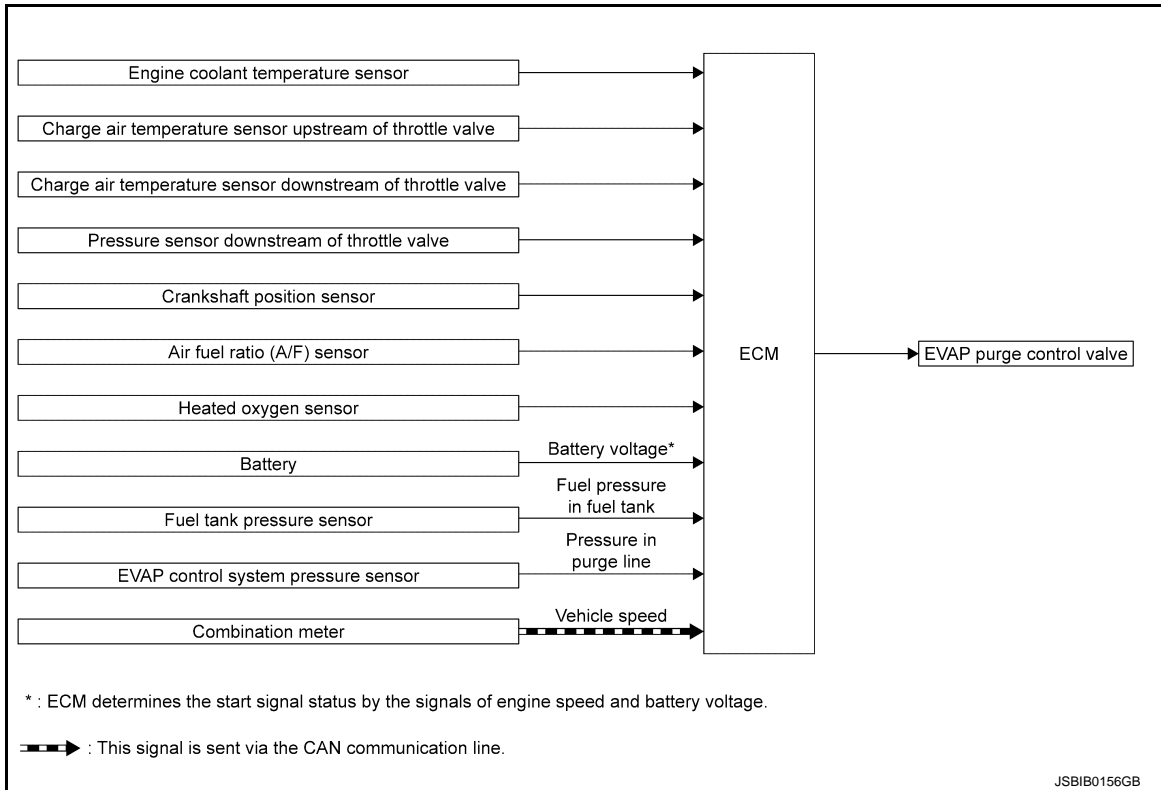 Engine coolant temperature sensor
Charge air temperature sensor upstream of throttle valve
Charge air temperature sensor downstream of throttle valve
Pressure sensor downstream of throttle valve
Crankshaft position sensor
Air fuel ratio (A/F) sensor
Heated oxygen sensor
Battery
Battery voltage*
Fuel tank pressure sensor
Fuel pressure
in fuel tank
EVAP control system pressure sensor
Pressure in
purge line
Combination meter
Vehicle speed
ECM
EVAP purge control valve
* : ECM determines the start signal status by the signals of engine speed and battery voltage.
: This signal is sent via the CAN communication line.
JSBIB0156GB